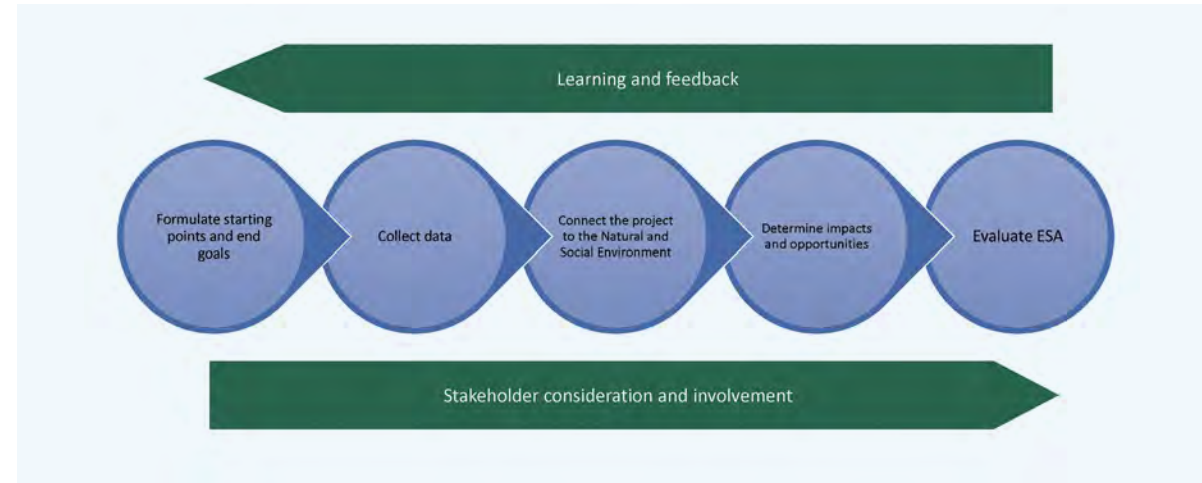 Learning and feedback
Formulate starting
points and end
goals
Collect data
Connect the project
to the Natural and
Social Environment
Determine impacts
and opportunities
Evaluate ESA
Stakeholder consideration and involvement